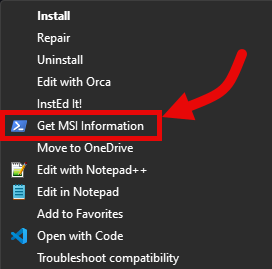 Install
Repair
Uninstall
Edit with Orca
InstEd It!
Get MSI Information
Move to OneDrive
Edit with Notepad++
Edit in Notepad
Add to Favorites
Open with Code
Troubleshoot compatibility